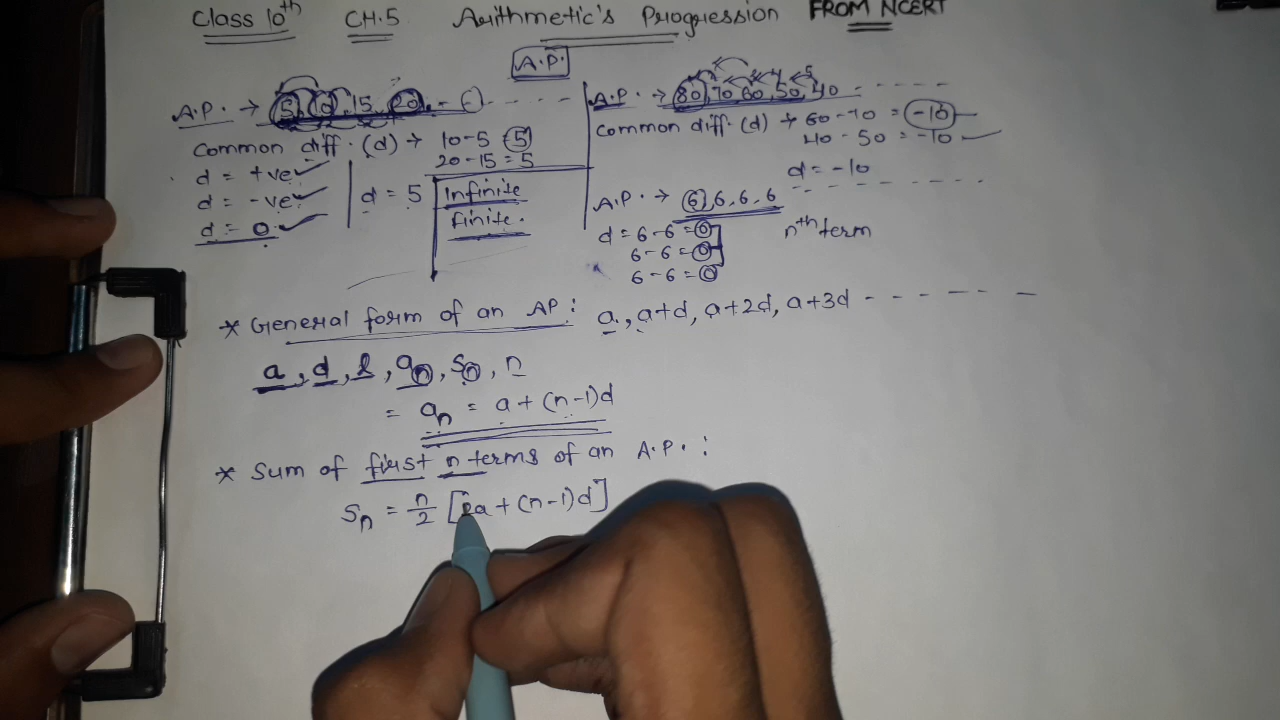 Class 10th CH.5 Arithmetic's Progression FROM NCERT
A.P.
A.P. → 5, 10, 15, 20, - - - - - - -
Common diff. (d) → 10-5 = 5
20-15 = 5
d = +ve
d = -ve
d = 0
d = 5
Infinite
Finite.
A.P. → 80, 70, 60, 50, 40 - - - - - -
Common diff. (d) → 60-70 = -10
40 - 50 = -10
d = -10
A.P. → 6, 6, 6, 6 - - - - - - -
d = 6-6 = 0
6-6 = 0
6-6 = 0
nth term
* General form of an AP: a, a+d, a+2d, a+3d - - - - - - -
a, d, l, an, Sn, n
= an = a + (n-1)d
* Sum of first n terms of an A.P. :
Sn = n/2 [2a + (n-1)d]